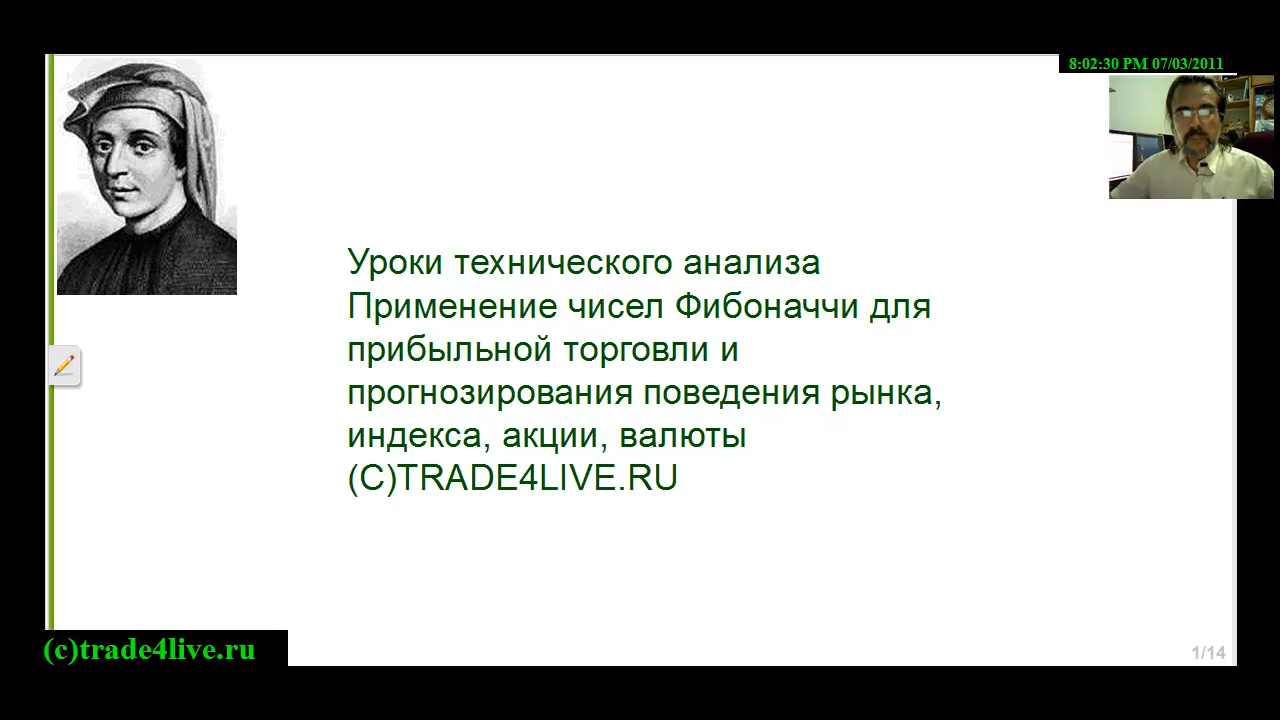 8:02:30 PM 07/03/2011
Уроки технического анализа
Применение чисел Фибоначчи для
прибыльной торговли и
прогнозирования поведения рынка,
индекса, акции, валюты
(C)TRADE4LIVE.RU
(c)trade4live.ru
1/14